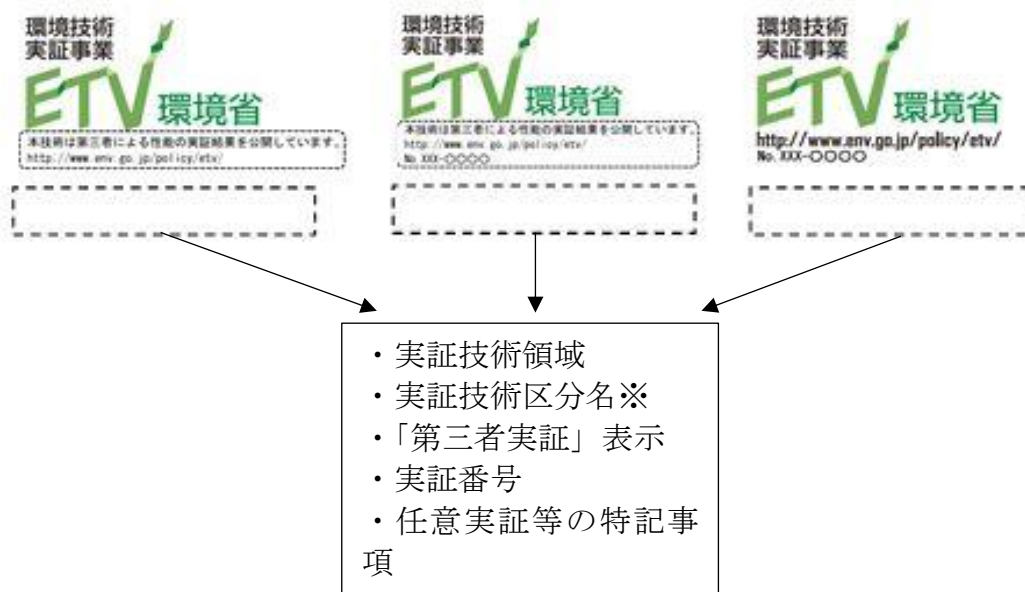 環境技術
実証事業
ETV 環境省
本技術は第三者による性能の実証結果を公開しています。
http://www.env.go.jp/policy/etv/
環境技術
実証事業
ETV 環境省
本技術は第三者による性能の実証結果を公開しています。
http://www.env.go.jp/policy/etv/
No. XXX-〇〇〇〇
環境技術
実証事業
ETV 環境省
http://www.env.go.jp/policy/etv/
No. XXX-〇〇〇〇
・実証技術領域
・実証技術区分名※
・「第三者実証」表示
・実証番号
・任意実証等の特記事
項